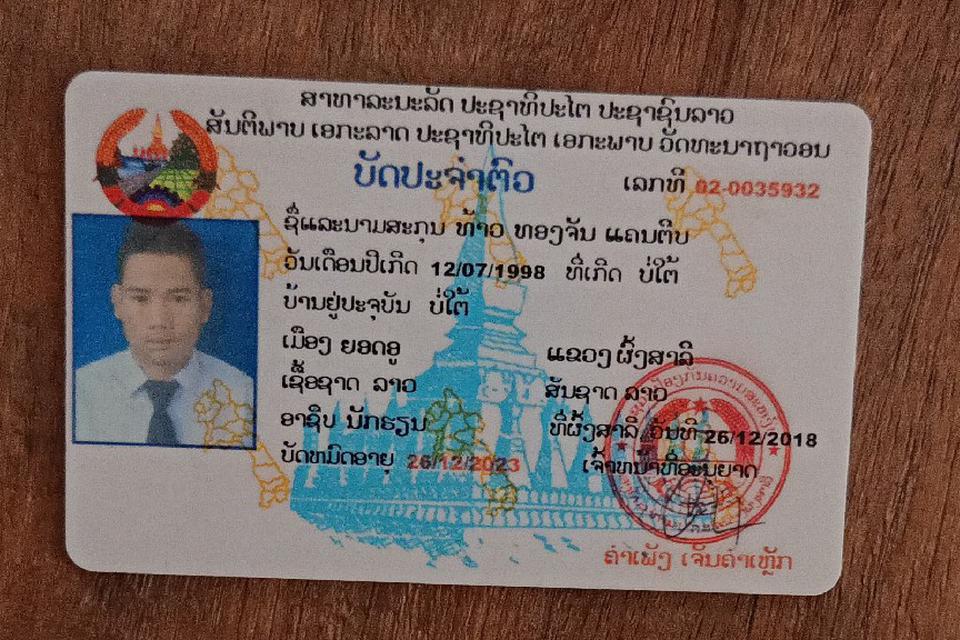 ສາທາລະນະລັດ ປະຊາທິປະໄຕ ປະຊາຊົນລາວ
ສັນຕິພາບ ເອກະລາດ ປະຊາທິປະໄຕ ເອກະພາບ ວັດທະນາຖາວອນ
ບັດປະຈຳຕົວ ເລກທີ 02-0035932
ຊື່ແລະນາມສະກຸນ ທ້າວ ທອງຈັນ ແຄນຕິບ
ວັນເດືອນປີເກີດ 12/07/1998 ທີ່ເກີດ ບໍ່ໃຕ້
ບ້ານຢູ່ປະຈຸບັນ ບໍ່ໃຕ້
ເມືອງ ຍອດອູ ແຂວງ ຜົ້ງສາລີ
ເຊື້ອຊາດ ລາວ ສັນຊາດ ລາວ
ອາຊີບ ນັກຮຽນ ທີ່ຜົ້ງສາລີ, ວັນທີ 26/12/2018
ບັດຫມົດອາຍຸ 26/12/2023 ເຈົ້າຫນ້າທີ່ອະນຸຍາດ
ຄຳເພັງ ເຈັນຄຳເຫຼັກ